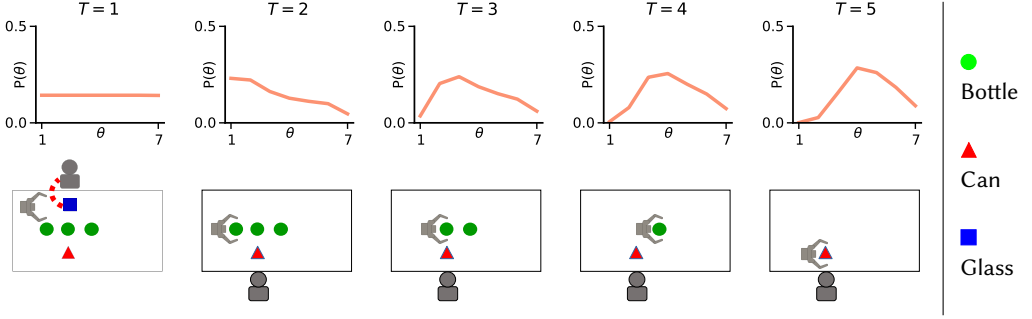 T = 1
T = 2
T = 3
T = 4
T = 5
0.5
0.5
0.5
0.5
0.5
P(θ)
P(θ)
P(θ)
P(θ)
P(θ)
0.0
0.0
0.0
0.0
0.0
1 θ 7
1 θ 7
1 θ 7
1 θ 7
1 θ 7
Bottle
Can
Glass